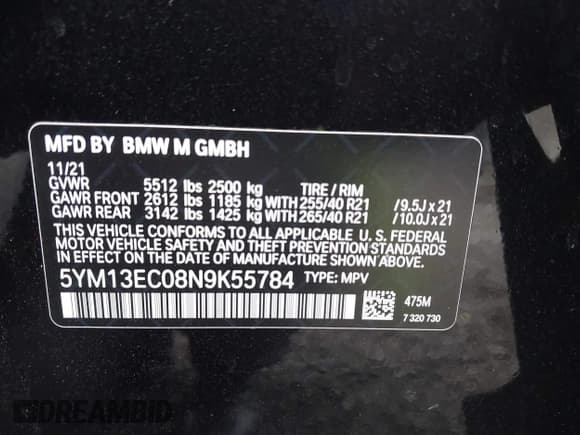 MFD BY BMW M GMBH
11/21
GVWR 5512 lbs 2500 kg TIRE / RIM
GAWR FRONT 2612 lbs 1185 kg WITH 255/40 R21 / 9.5J x 21
GAWR REAR 3142 lbs 1425 kg WITH 265/40 R21 / 10.0J x 21
THIS VEHICLE CONFORMS TO ALL APPLICABLE U. S. FEDERAL
MOTOR VEHICLE SAFETY AND THEFT PREVENTION STANDARDS
IN EFFECT ON THE DATE OF MANUFACTURE SHOWN ABOVE.
5YM13EC08N9K55784 TYPE: MPV
475M
7 320 730
DREAMBID